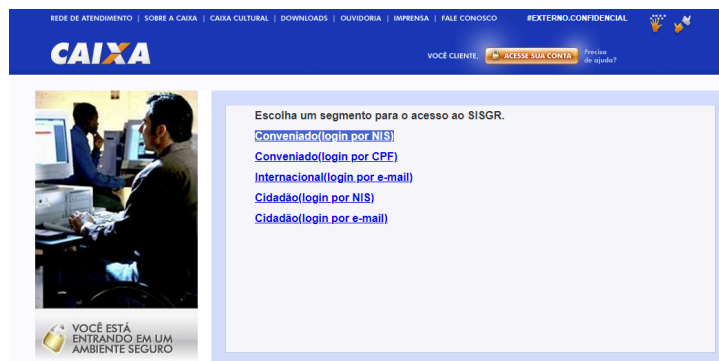 REDE DE ATENDIMENTO | SOBRE A CAIXA | CAIXA CULTURAL | DOWNLOADS | OUVIDORIA | IMPRENSA | FALE CONOSCO #EXTERNO.CONFIDENCIAL
CAIXA
VOCÊ CLIENTE, ACESSE SUA CONTA Precisa
de ajuda?
Escolha um segmento para o acesso ao SISGR.
Conveniado(login por NIS)
Conveniado(login por CPF)
Internacional(login por e-mail)
Cidadão(login por NIS)
Cidadão(login por e-mail)
VOCÊ ESTÁ
ENTRANDO EM UM
AMBIENTE SEGURO